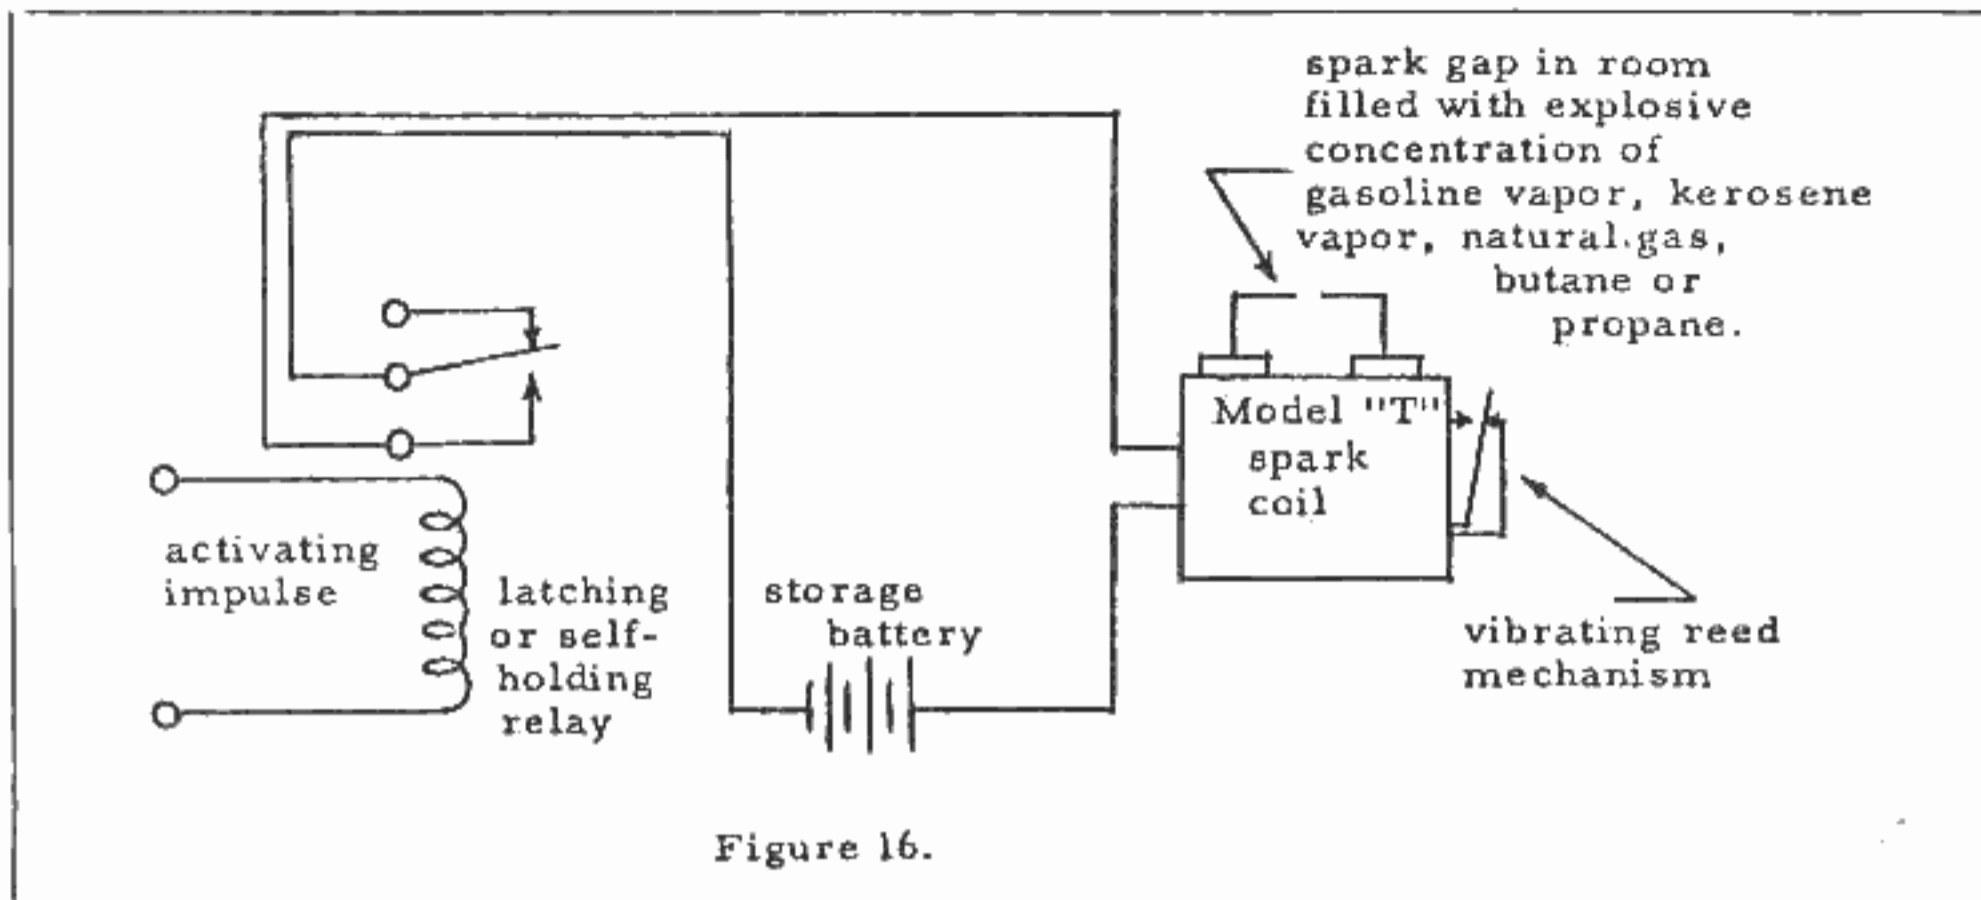 spark gap in room
filled with explosive
concentration of
gasoline vapor, kerosene
vapor, natural gas,
butane or
propane.
Model "T"
spark
coil
activating
impulse
latching
or self-
holding
relay
storage
battery
vibrating reed
mechanism
Figure 16.